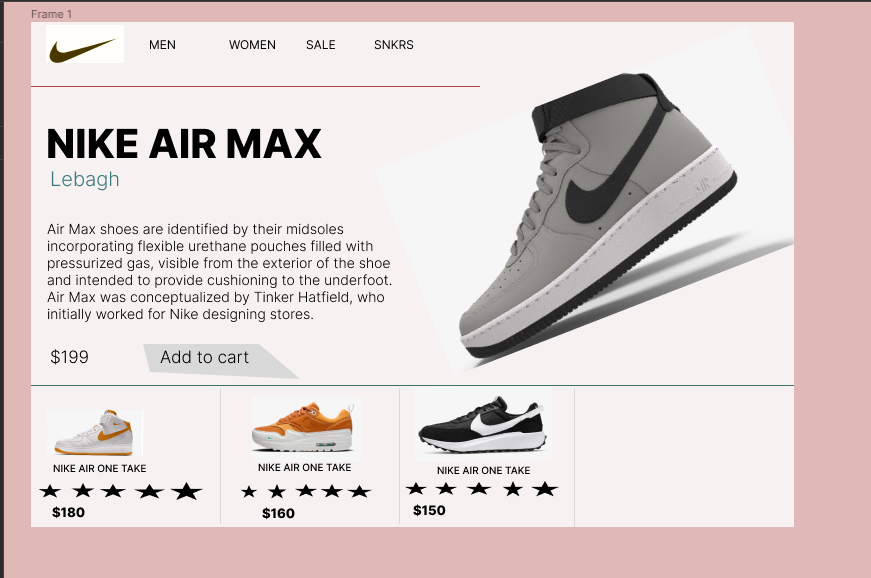 Frame 1
MEN WOMEN SALE SNKRS
NIKE AIR MAX
Lebagh
Air Max shoes are identified by their midsoles
incorporating flexible urethane pouches filled with
pressurized gas, visible from the exterior of the shoe
and intended to provide cushioning to the underfoot.
Air Max was conceptualized by Tinker Hatfield, who
initially worked for Nike designing stores.
$199 Add to cart
NIKE AIR ONE TAKE
$180
NIKE AIR ONE TAKE
$160
NIKE AIR ONE TAKE
$150